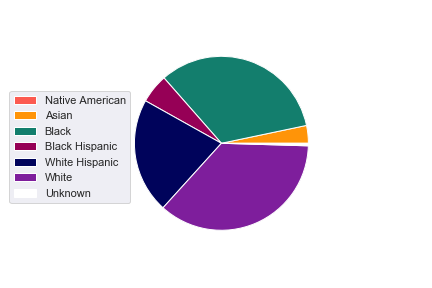 Native American
Asian
Black
Black Hispanic
White Hispanic
White
Unknown